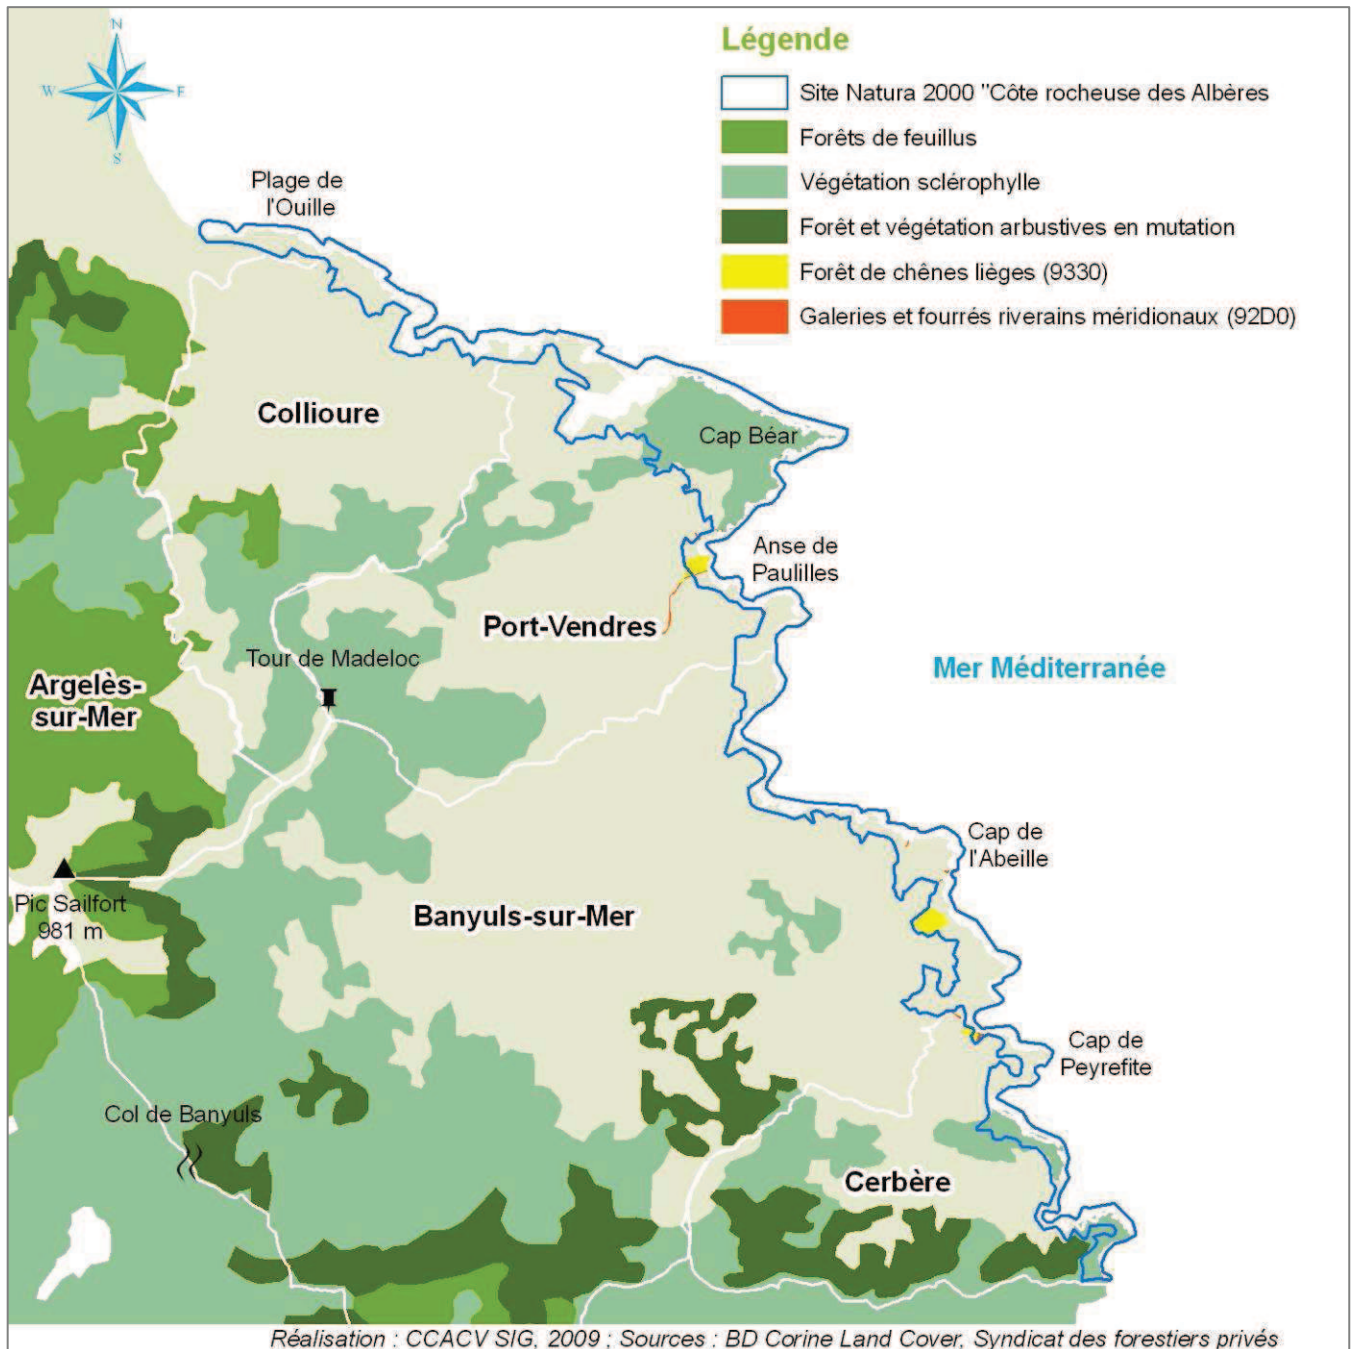 N
W
E
S
Légende
Site Natura 2000 "Côte rocheuse des Albères
Forêts de feuillus
Végétation sclérophylle
Forêt et végétation arbustives en mutation
Forêt de chênes lièges (9330)
Galeries et fourrés riverains méridionaux (92D0)
Plage de
l'Ouille
Collioure
Cap Béar
Anse de
Paulilles
Port-Vendres
Tour de Madeloc
Mer Méditerranée
Argelès-
sur-Mer
Cap de
l'Abeille
Pic Sailfort
981 m
Banyuls-sur-Mer
Cap de
Peyrefite
Col de Banyuls
Cerbère
Réalisation : CCACV SIG, 2009 ; Sources : BD Corine Land Cover, Syndicat des forestiers privés